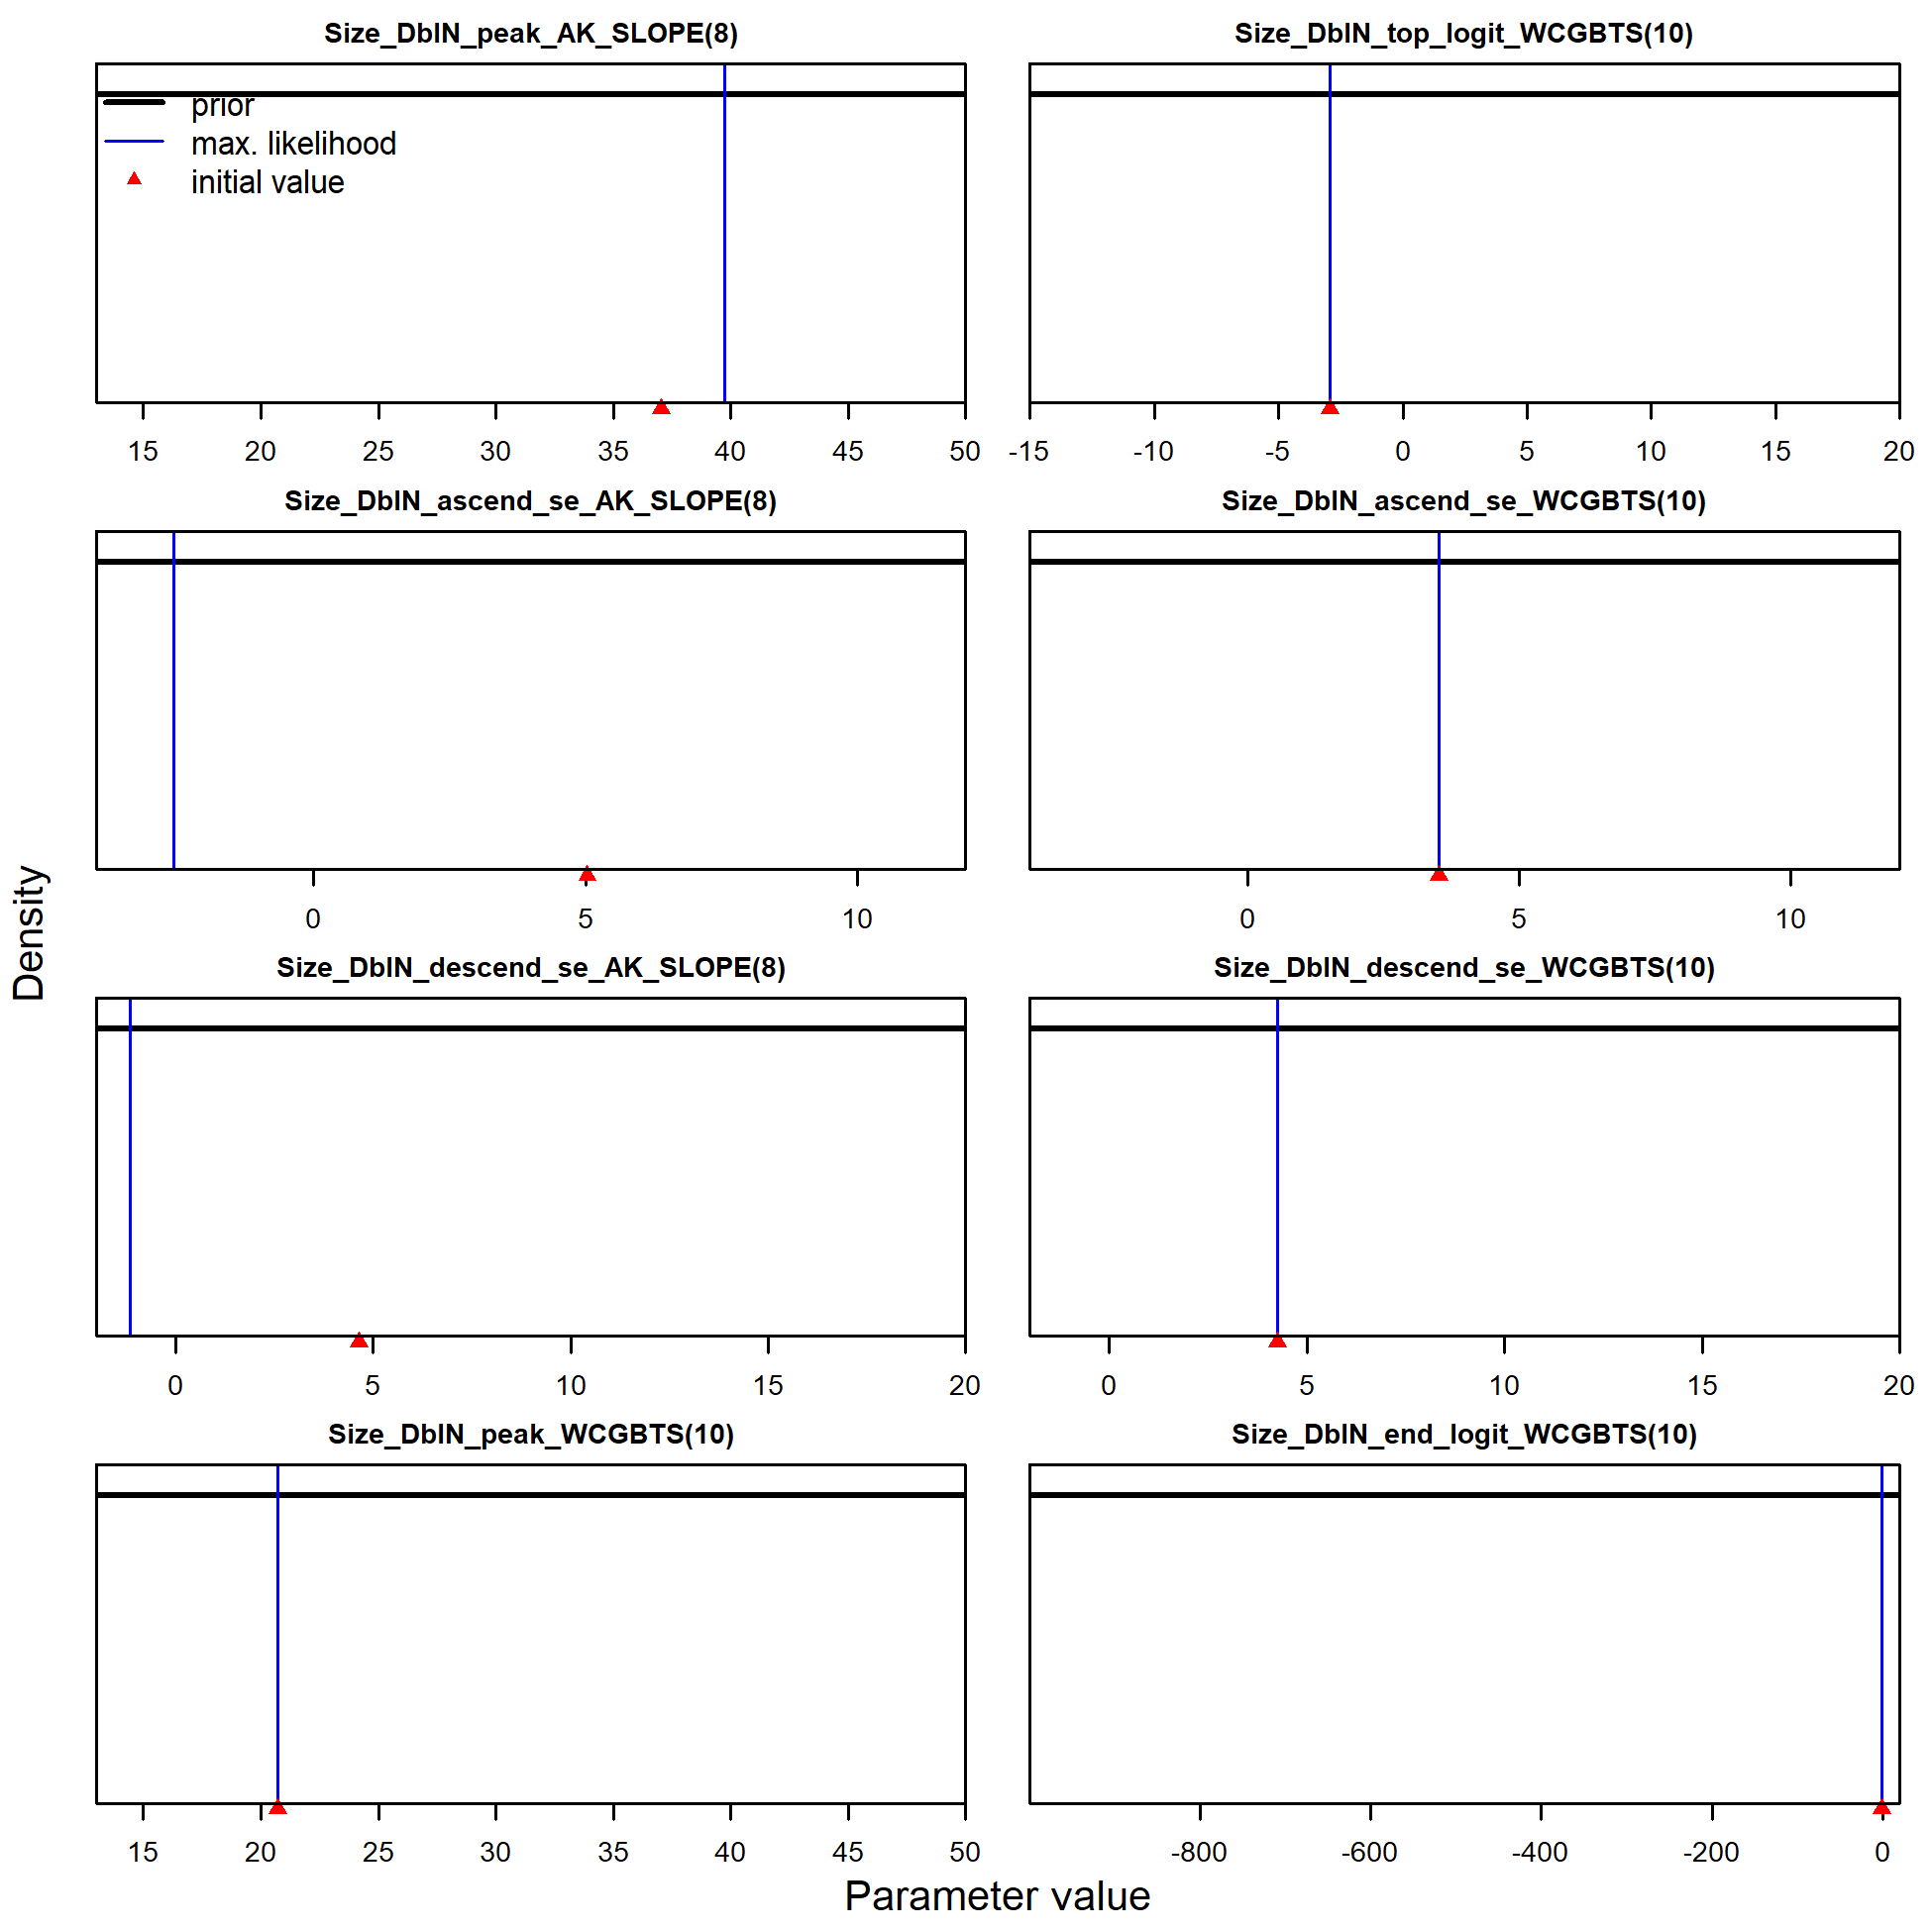 Size_DblN_peak_AK_SLOPE(8)
prior
max. likelihood
initial value
15 20 25 30 35 40 45 50
Size_DblN_top_logit_WCGBTS(10)
-15 -10 -5 0 5 10 15 20
Size_DblN_ascend_se_AK_SLOPE(8)
0 5 10
Size_DblN_ascend_se_WCGBTS(10)
0 5 10
Density
Size_DblN_descend_se_AK_SLOPE(8)
0 5 10 15 20
Size_DblN_descend_se_WCGBTS(10)
0 5 10 15 20
Size_DblN_peak_WCGBTS(10)
15 20 25 30 35 40 45 50
Size_DblN_end_logit_WCGBTS(10)
-800 -600 -400 -200 0
Parameter value